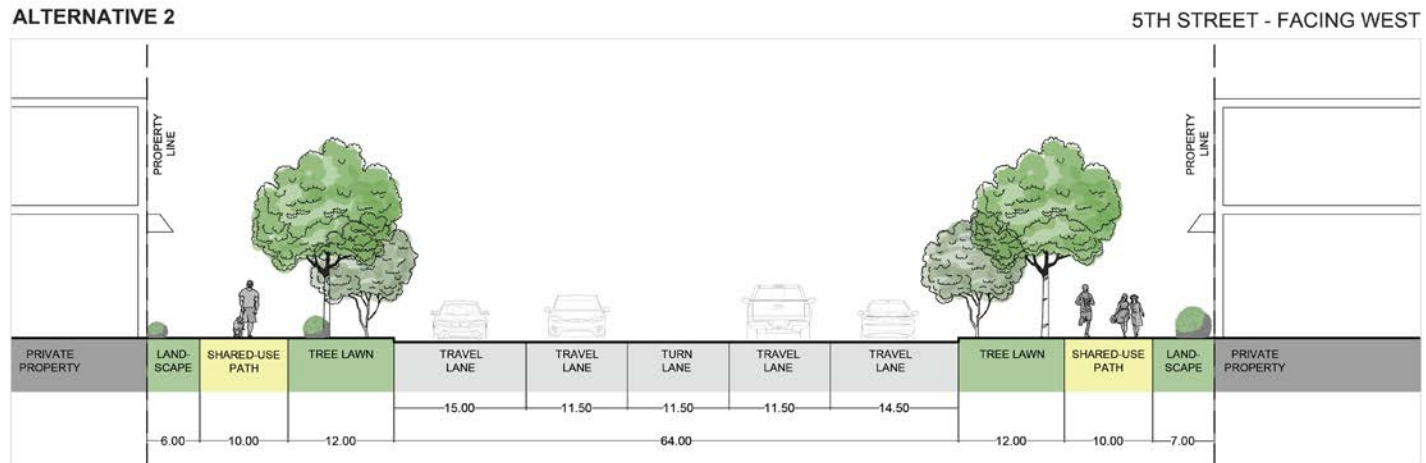 ALTERNATIVE 2
5TH STREET - FACING WEST
PROPERTY
LINE
PROPERTY
LINE
PRIVATE
PROPERTY
LAND-
SCAPE
SHARED-USE
PATH
TREE LAWN
TRAVEL
LANE
TRAVEL
LANE
TURN
LANE
TRAVEL
LANE
TRAVEL
LANE
TREE LAWN
SHARED-USE
PATH
LAND-
SCAPE
PRIVATE
PROPERTY
15.00
11.50
11.50
11.50
14.50
6.00
10.00
12.00
64.00
12.00
10.00
7.00